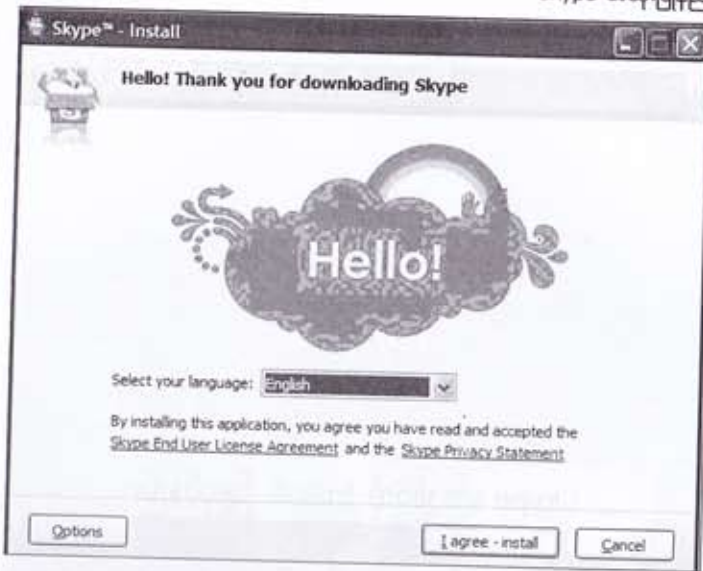 Skype™ - Install
Hello! Thank you for downloading Skype
Hello!
Select your language: English
By installing this application, you agree you have read and accepted the
Skype End User License Agreement and the Skype Privacy Statement
Options
I agree - install
Cancel